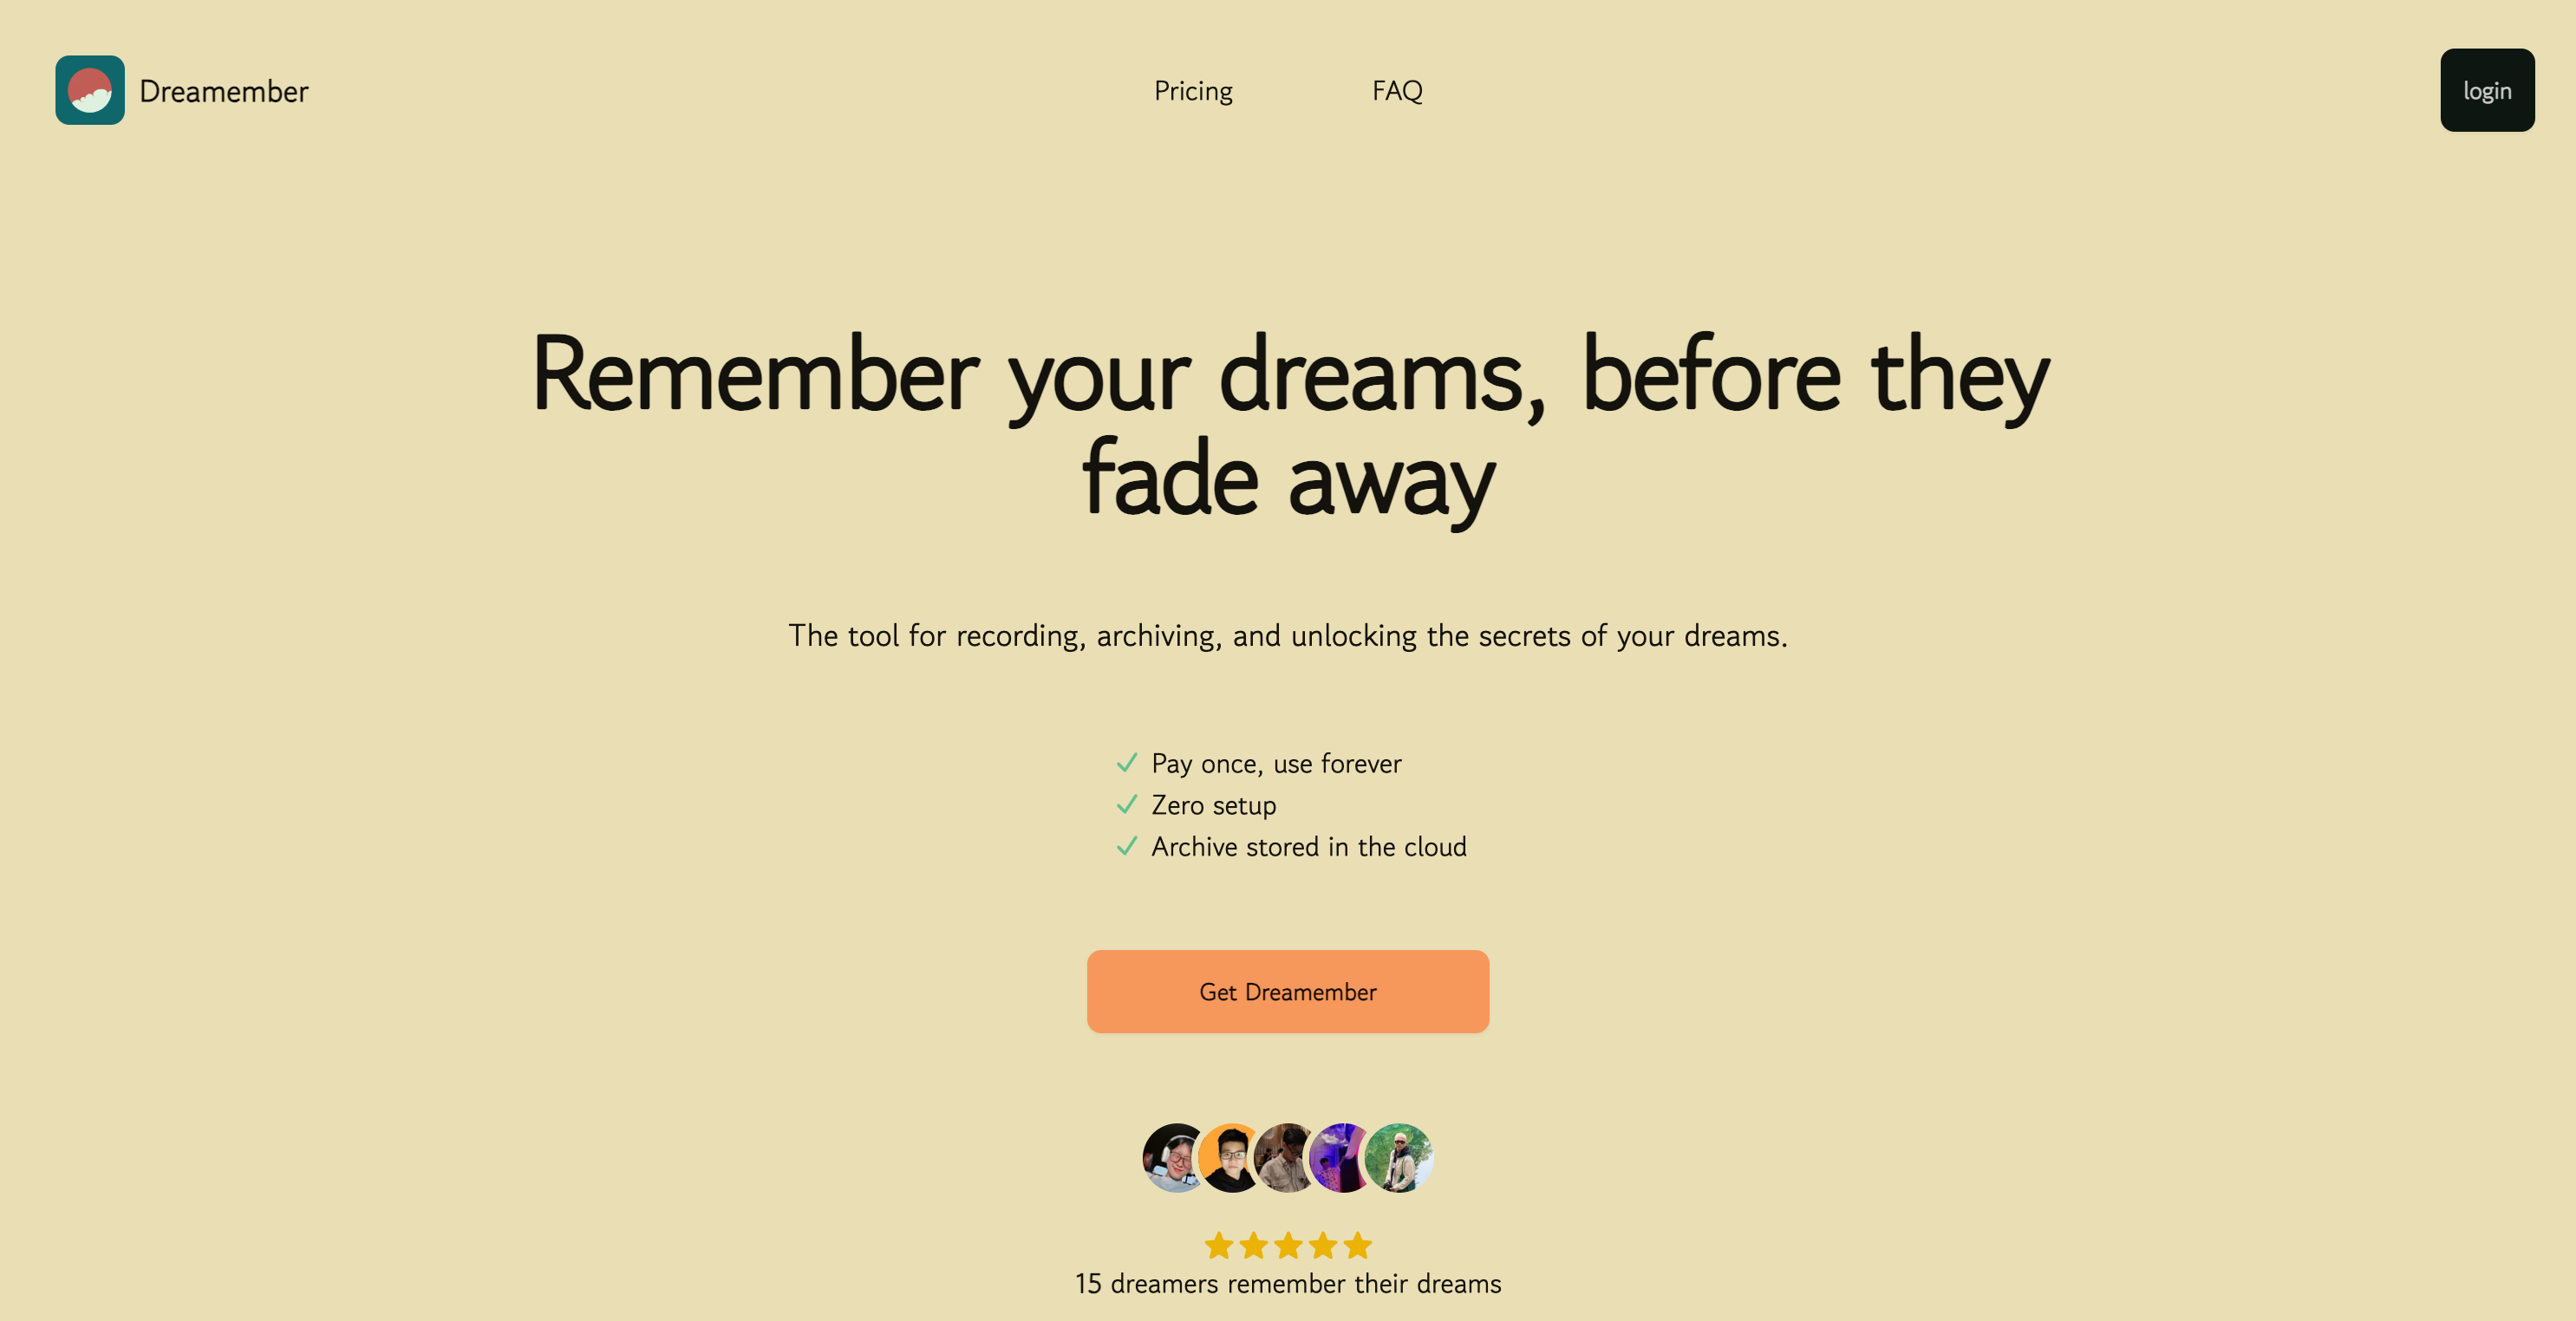 Dreamember
Pricing
FAQ
login
Remember your dreams, before they
fade away
The tool for recording, archiving, and unlocking the secrets of your dreams.
Pay once, use forever
Zero setup
Archive stored in the cloud
Get Dreamember
15 dreamers remember their dreams